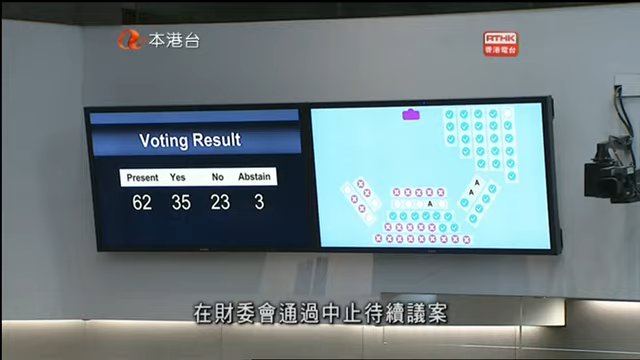 本港台
RTHK
香港電台
Voting Result
Present Yes No Abstain
62 35 23 3
A
A
A
A
在財委會通過中止待續議案